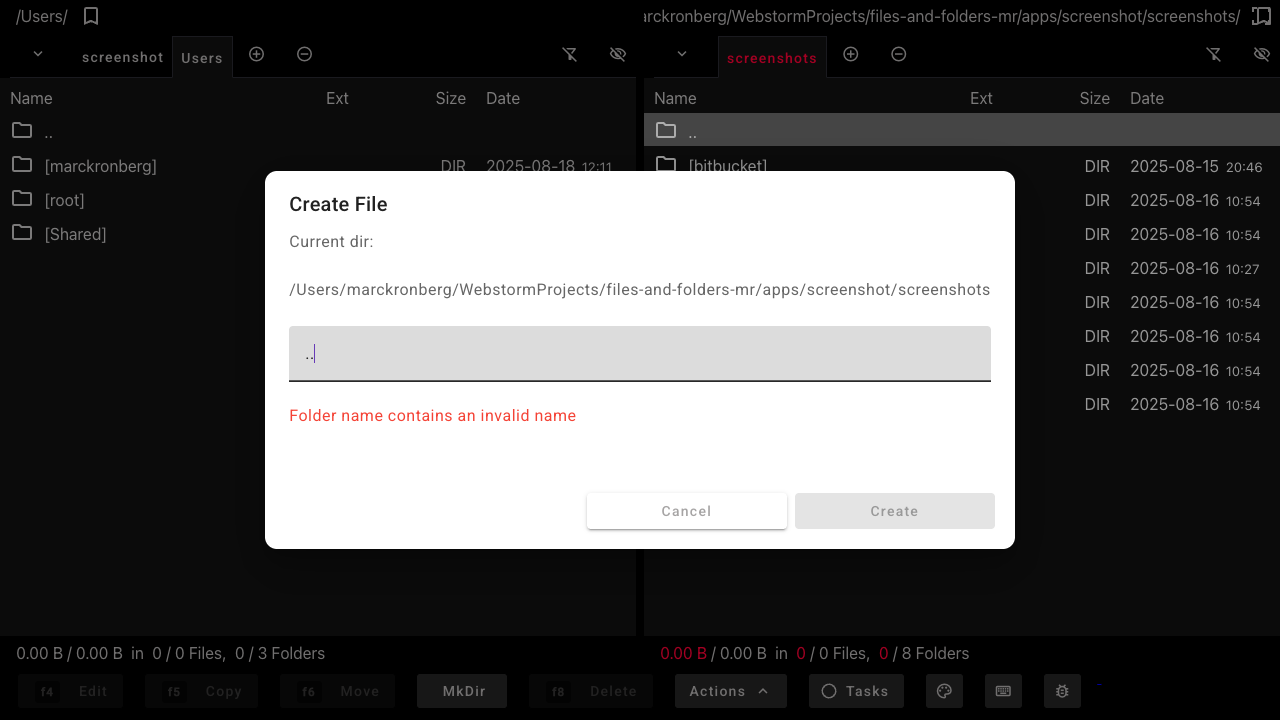 /Users/
arckronberg/WebstormProjects/files-and-folders-mr/apps/screenshot/screenshots/
screenshot Users
screenshots
Name Ext Size Date
Name Ext Size Date
..
..
[marckronberg] DIR 2025-08-18 12:11
[bitbucket] DIR 2025-08-15 20:46
[root]
DIR 2025-08-16 10:54
[Shared]
DIR 2025-08-16 10:54
DIR 2025-08-16 10:27
DIR 2025-08-16 10:54
DIR 2025-08-16 10:54
DIR 2025-08-16 10:54
DIR 2025-08-16 10:54
Create File
Current dir:
/Users/marckronberg/WebstormProjects/files-and-folders-mr/apps/screenshot/screenshots
..
Folder name contains an invalid name
Cancel Create
0.00 B / 0.00 B in 0 / 0 Files, 0 / 3 Folders
0.00 B / 0.00 B in 0 / 0 Files, 0 / 8 Folders
f4 Edit f5 Copy f6 Move MkDir f8 Delete Actions Tasks